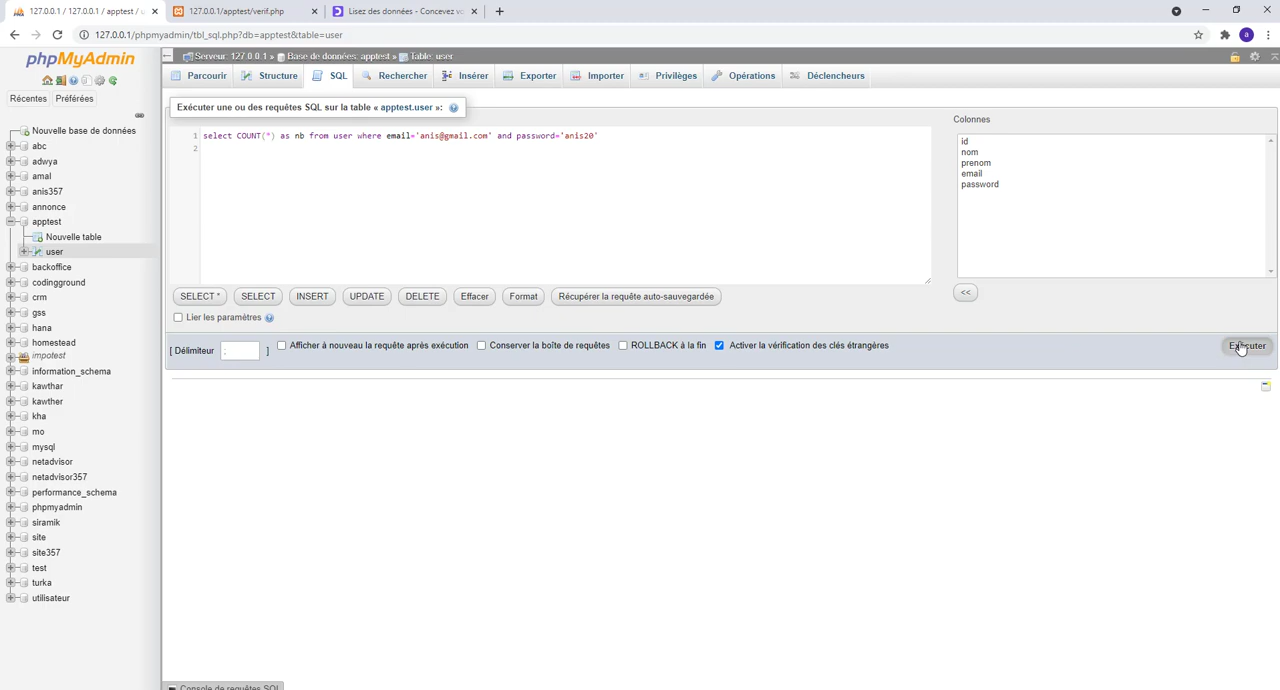 127.0.0.1 / 127.0.0.1 / apptest / u
127.0.0.1/apptest/verif.php
Lisez des données - Concevez vo
127.0.0.1/phpmyadmin/tbl_sql.php?db=apptest&table=user
a
phpMyAdmin
Récentes
Préférées
Nouvelle base de données
abc
adwya
amal
anis357
annonce
apptest
Nouvelle table
user
backoffice
codingground
crm
gss
hana
homestead
impotest
information_schema
kawthar
kawther
kha
mo
mysql
netadvisor
netadvisor357
performance_schema
phpmyadmin
siramik
site
site357
test
turka
utilisateur
Serveur: 127.0.0.1 » Base de données: apptest » Table: user
Parcourir
Structure
SQL
Rechercher
Insérer
Exporter
Importer
Privilèges
Opérations
Déclencheurs
Exécuter une ou des requêtes SQL sur la table « apptest.user »:
1 select COUNT(*) as nb from user where email='anis@gmail.com' and password='anis20'
2
Colonnes
id
nom
prenom
email
password
<<
SELECT *
SELECT
INSERT
UPDATE
DELETE
Effacer
Format
Récupérer la requête auto-sauvegardée
Lier les paramètres
[ Délimiteur ; ]
Afficher à nouveau la requête après exécution
Conserver la boîte de requêtes
ROLLBACK à la fin
Activer la vérification des clés étrangères
Exécuter
Console de requêtes SQL